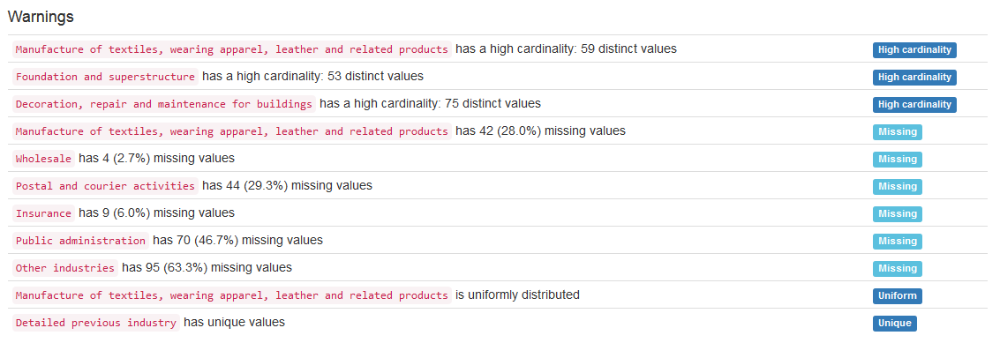 Warnings
Manufacture of textiles, wearing apparel, leather and related products has a high cardinality: 59 distinct values High cardinality
Foundation and superstructure has a high cardinality: 53 distinct values High cardinality
Decoration, repair and maintenance for buildings has a high cardinality: 75 distinct values High cardinality
Manufacture of textiles, wearing apparel, leather and related products has 42 (28.0%) missing values Missing
Wholesale has 4 (2.7%) missing values Missing
Postal and courier activities has 44 (29.3%) missing values Missing
Insurance has 9 (6.0%) missing values Missing
Public administration has 70 (46.7%) missing values Missing
Other industries has 95 (63.3%) missing values Missing
Manufacture of textiles, wearing apparel, leather and related products is uniformly distributed Uniform
Detailed previous industry has unique values Unique